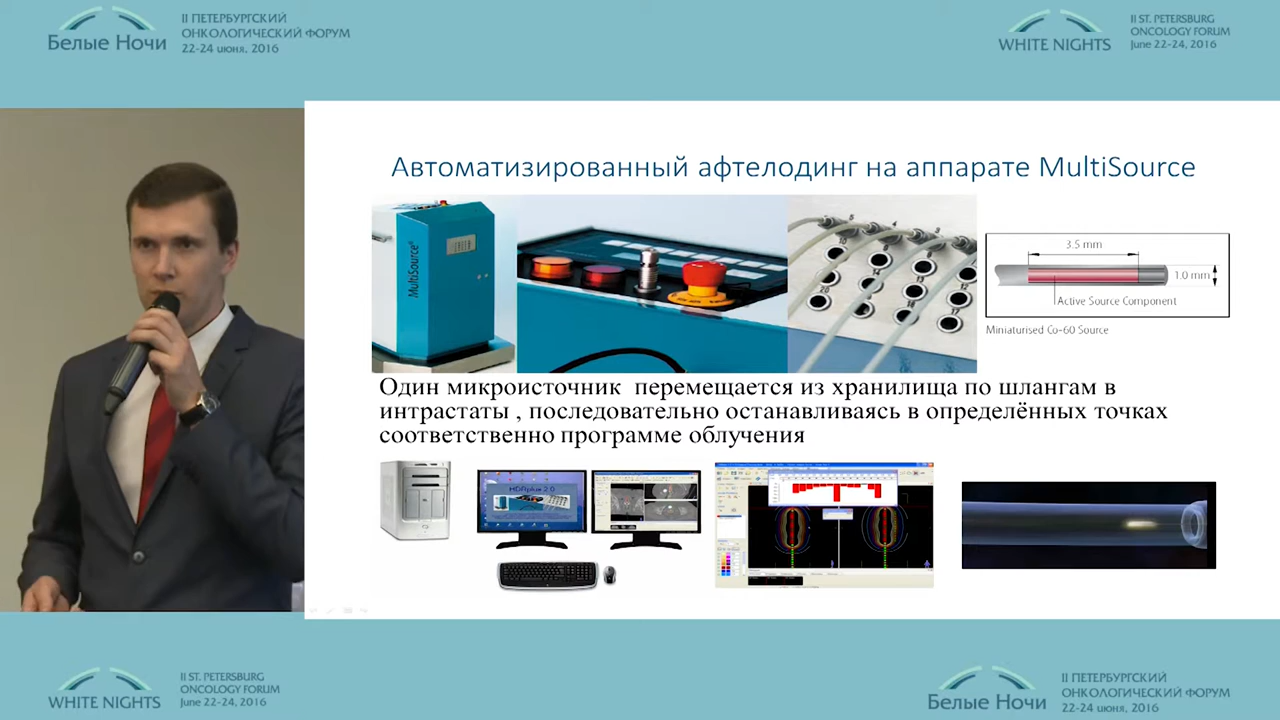 II ПЕТЕРБУРГСКИЙ
ОНКОЛОГИЧЕСКИЙ ФОРУМ
Белые Ночи
22-24 июня, 2016
II ST. PETERSBURG
ONCOLOGY FORUM
WHITE NIGHTS
June 22-24, 2016
Автоматизированный афтелодинг на аппарате MultiSource
MultiSource
3.5 mm
1.0 mm
Active Source Component
Miniaturised Co-60 Source
Один микроисточник перемещается из хранилища по шлангам в
интрастаты , последовательно останавливаясь в определённых точках
соответственно программе облучения
HDRplus 2.0
II ST. PETERSBURG
ONCOLOGY FORUM
WHITE NIGHTS
June 22-24, 2016
II ПЕТЕРБУРГСКИЙ
ОНКОЛОГИЧЕСКИЙ ФОРУМ
Белые Ночи
22-24 июня, 2016